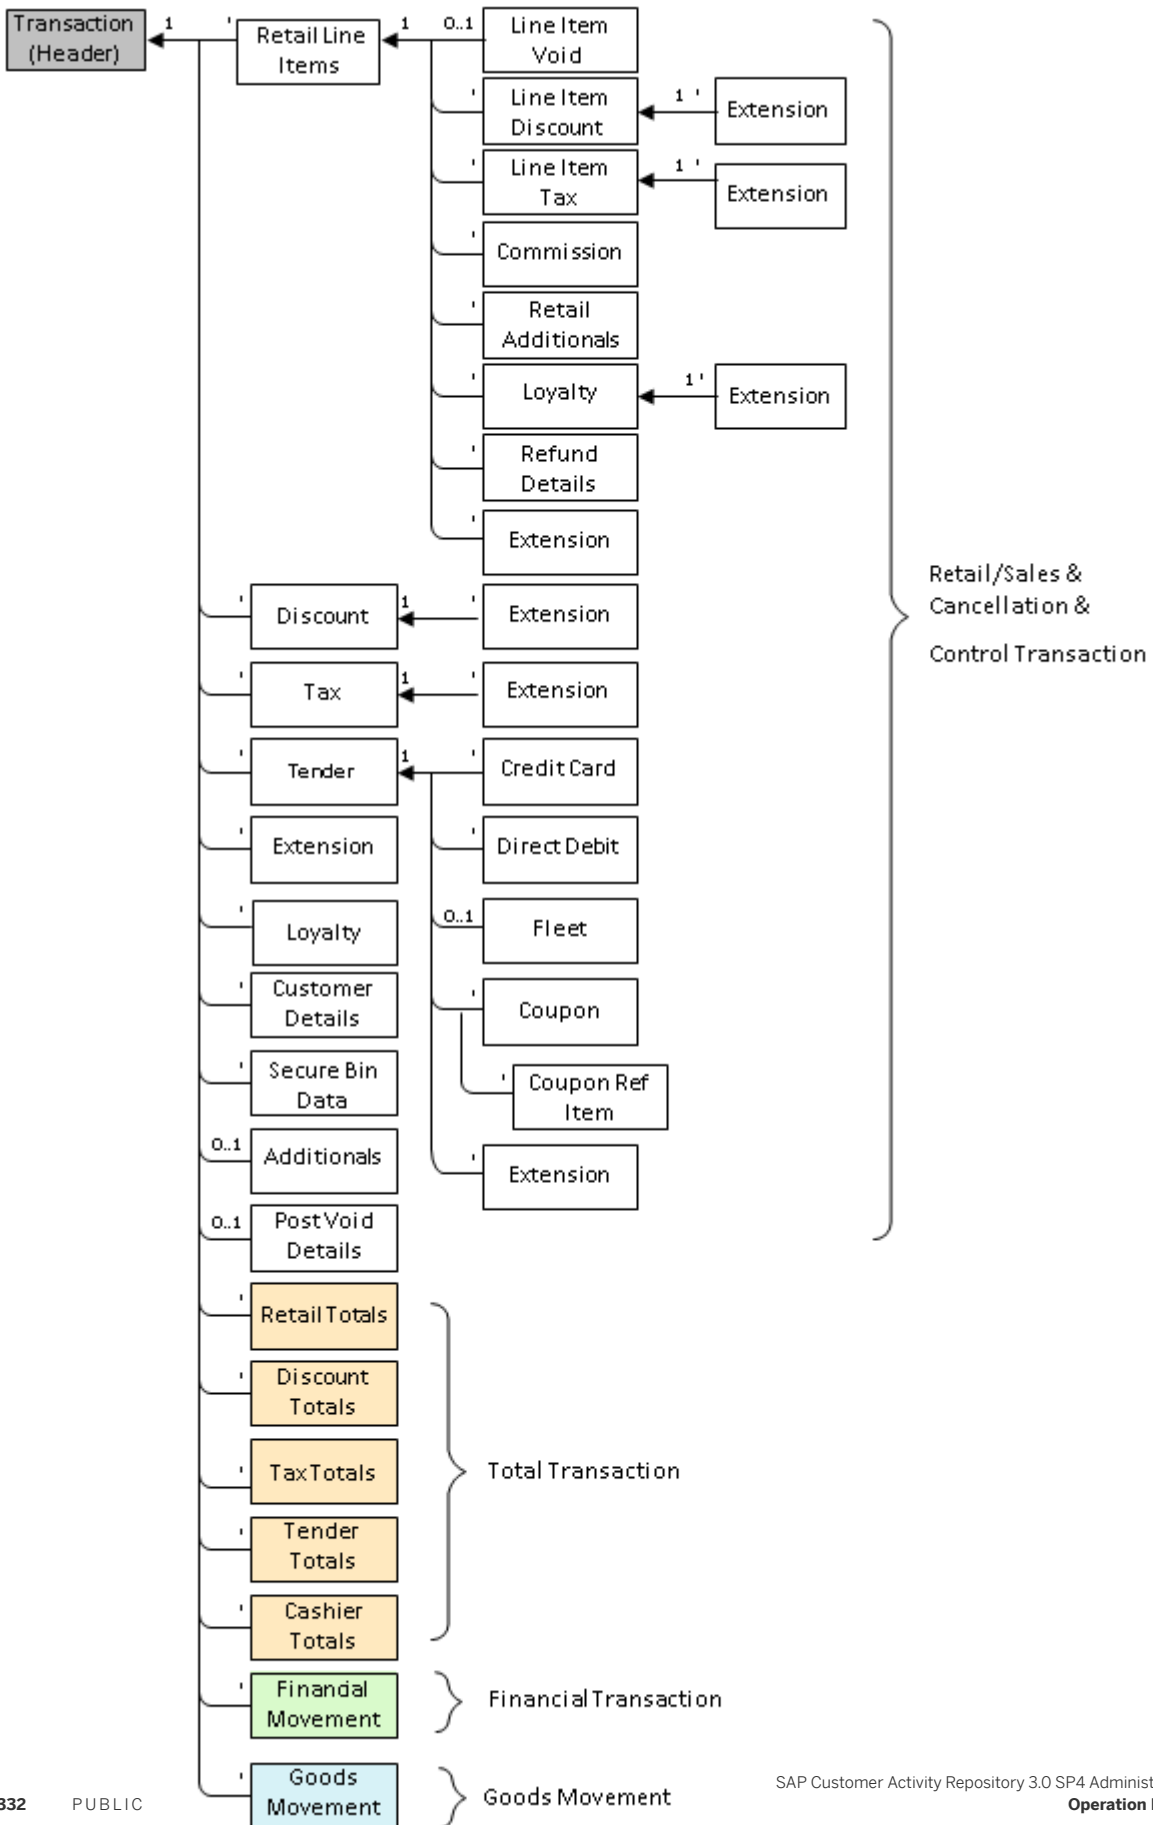 Transaction
(Header)
1
'
Retail Line
Items
1
0..1
Line Item
Void
'
Line Item
Discount
1 '
Extension
'
Line Item
Tax
1 '
Extension
'
Commission
'
Retail
Additionals
'
Loyalty
1 '
Extension
'
Refund
Details
'
Extension
Retail/Sales &
Cancellation &
Control Transaction
'
Discount
1
'
Extension
'
Tax
1
'
Extension
'
Tender
1
'
Credit Card
'
Extension
'
Direct Debit
'
Loyalty
0..1
Fleet
'
Customer
Details
'
Coupon
'
Secure Bin
Data
'
Coupon Ref
Item
0..1
Additionals
'
Extension
0..1
Post Void
Details
'
Retail Totals
'
Discount
Totals
'
Tax Totals
Total Transaction
'
Tender
Totals
'
Cashier
Totals
'
Financial
Movement
Financial Transaction
'
Goods
Movement
Goods Movement
332 PUBLIC
SAP Customer Activity Repository 3.0 SP4 Administ
Operation